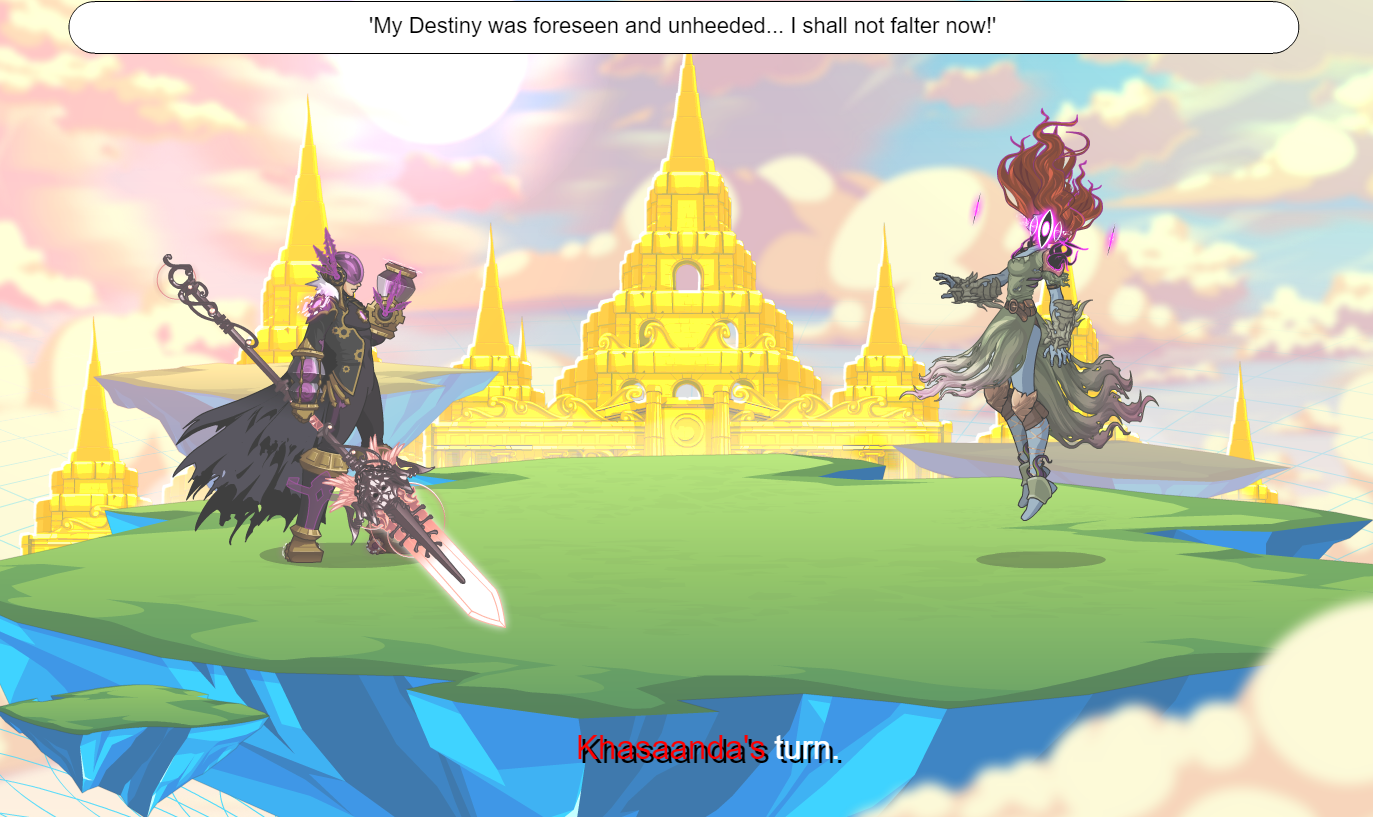 'My Destiny was foreseen and unheeded... I shall not falter now!'
Khasaanda's turn.